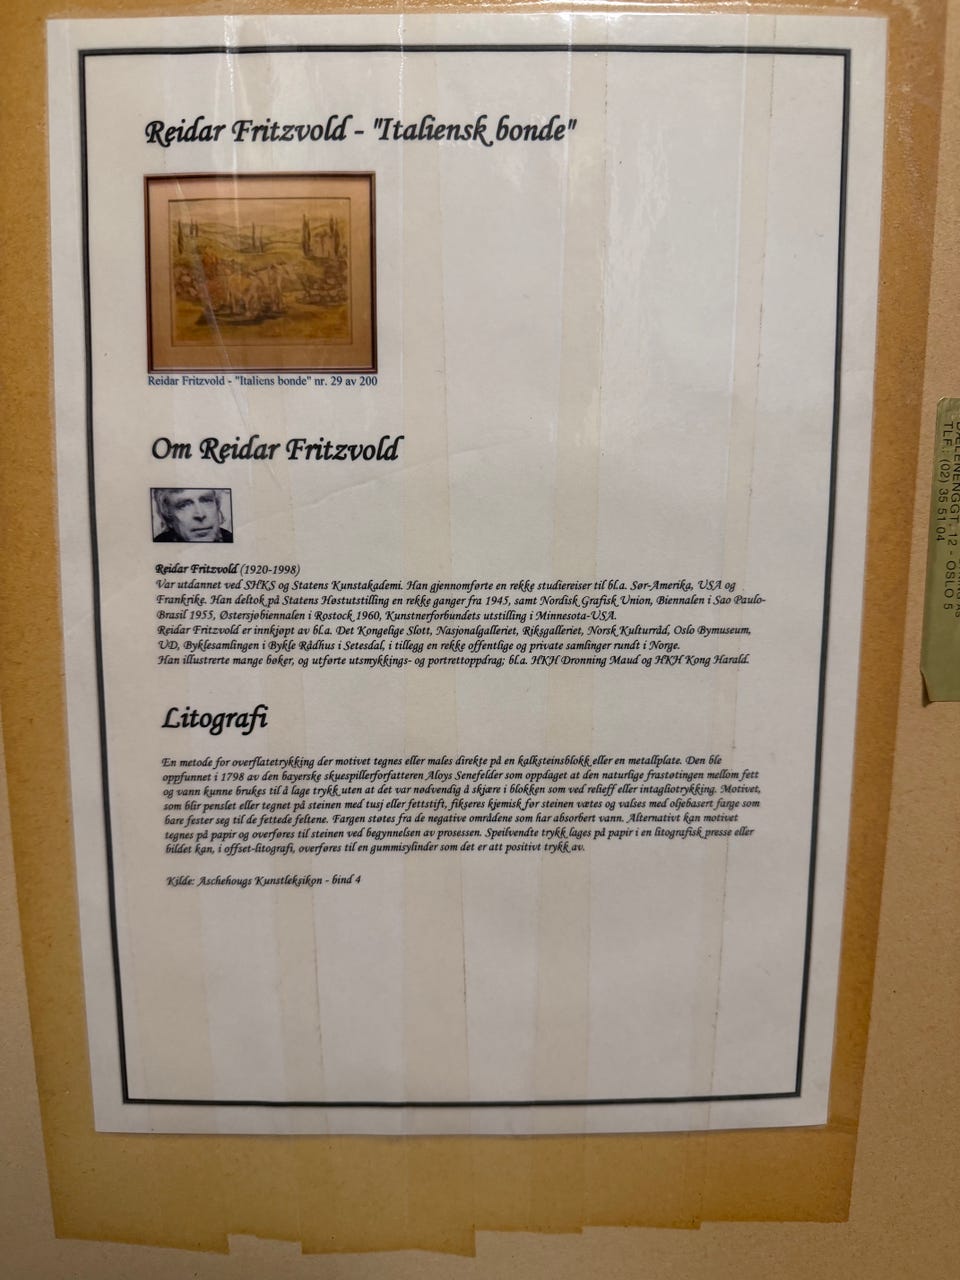 Reidar Fritzvold - "Italiensk bonde"
Reidar Fritzvold - "Italiens bonde" nr. 29 av 200
Om Reidar Fritzvold
Reidar Fritzvold (1920-1998)
Var utdannet ved SHKS og Statens Kunstakademi. Han gjennomførte en rekke studiereiser til bl.a. Sør-Amerika, USA og
Frankrike. Han deltok på Statens Høstutstilling en rekke ganger fra 1945, samt Nordisk Grafisk Union, Biennalen i Sao Paulo-
Brasil 1955, Østersjøbiennalen i Rostock 1960, Kunstnerforbundets utstilling i Minnesota-USA.
Reidar Fritzvold er innkjøpt av bl.a. Det Kongelige Slott, Nasjonalgalleriet, Riksgalleriet, Norsk Kulturråd, Oslo Bymuseum,
UD, Byklesamlingen i Bykle Rådhus i Setesdal, i tillegg en rekke offentlige og private samlinger rundt i Norge.
Han illustrerte mange bøker, og utførte utsmykkings- og portrettoppdrag; bl.a. HKH Dronning Maud og HKH Kong Harald.
Litografi
En metode for overflatetrykking der motivet tegnes eller males direkte på en kalksteinsblokk eller en metallplate. Den ble
oppfunnet i 1798 av den bayerske skuespillerforfatteren Aloys Senefelder som oppdaget at den naturlige frastøtingen mellom fett
og vann kunne brukes til å lage trykk uten at det var nødvendig å skjære i blokken som ved relieff eller intagliotrykking. Motivet,
som blir penslet eller tegnet på steinen med tusj eller fettstift, fikseres kjemisk før steinen vætes og valses med oljebasert farge som
bare fester seg til de fettede feltene. Fargen støtes fra de negative områdene som har absorbert vann. Alternativt kan motivet
tegnes på papir og overføres til steinen ved begynnelsen av prosessen. Speilvendte trykk lages på papir i en litografisk presse eller
bildet kan, i offset-litografi, overføres til en gummisylinder som det er att positivt trykk av.
Kilde: Aschehougs Kunstleksikon - bind 4
DÆLENENGGT. 12 - OSLO 5
TLF.: (02) 35 51 04